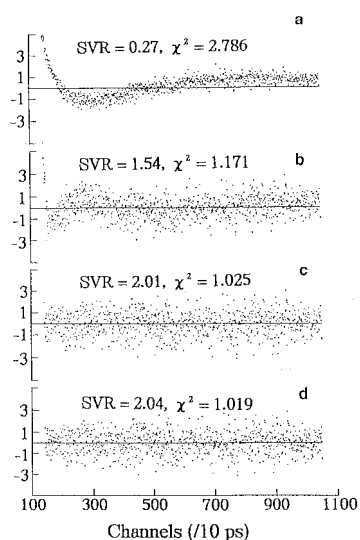 a
SVR = 0.27, χ² = 2.786
3
1
-1
-3
b
SVR = 1.54, χ² = 1.171
3
1
-1
-3
c
SVR = 2.01, χ² = 1.025
3
1
-1
-3
d
SVR = 2.04, χ² = 1.019
3
1
-1
-3
100 300 500 700 900 1100
Channels (/10 ps)